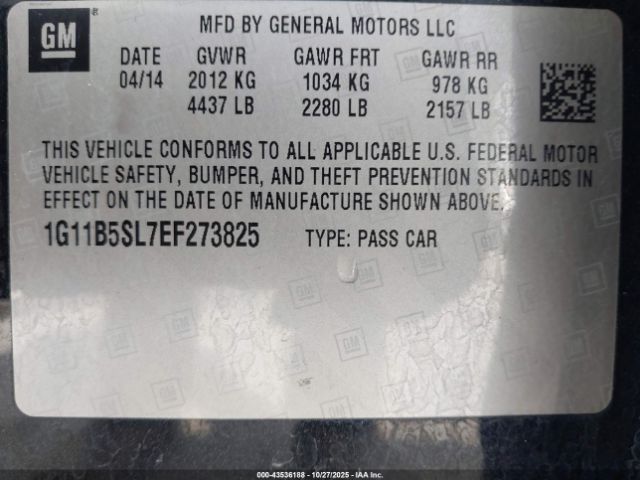 GM
MFD BY GENERAL MOTORS LLC
DATE GVWR GAWR FRT GAWR RR
04/14 2012 KG 1034 KG 978 KG
4437 LB 2280 LB 2157 LB
THIS VEHICLE CONFORMS TO ALL APPLICABLE U.S. FEDERAL MOTOR
VEHICLE SAFETY, BUMPER, AND THEFT PREVENTION STANDARDS IN
EFFECT ON THE DATE OF MANUFACTURE SHOWN ABOVE.
1G11B5SL7EF273825 TYPE: PASS CAR
000-43536188 - 10/27/2025 - IAAI.COM